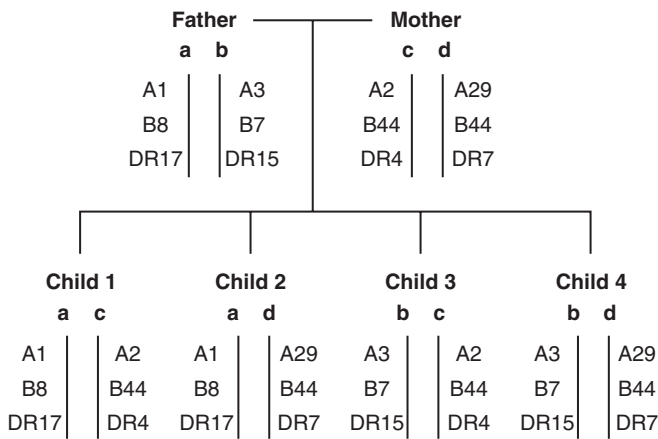 Father Mother
a b c d
A1 A3 A2 A29
B8 B7 B44 B44
DR17 DR15 DR4 DR7
Child 1 Child 2 Child 3 Child 4
a c a d b c b d
A1 A2 A1 A29 A3 A2 A3 A29
B8 B44 B8 B44 B7 B44 B7 B44
DR17 DR4 DR17 DR7 DR15 DR4 DR15 DR7